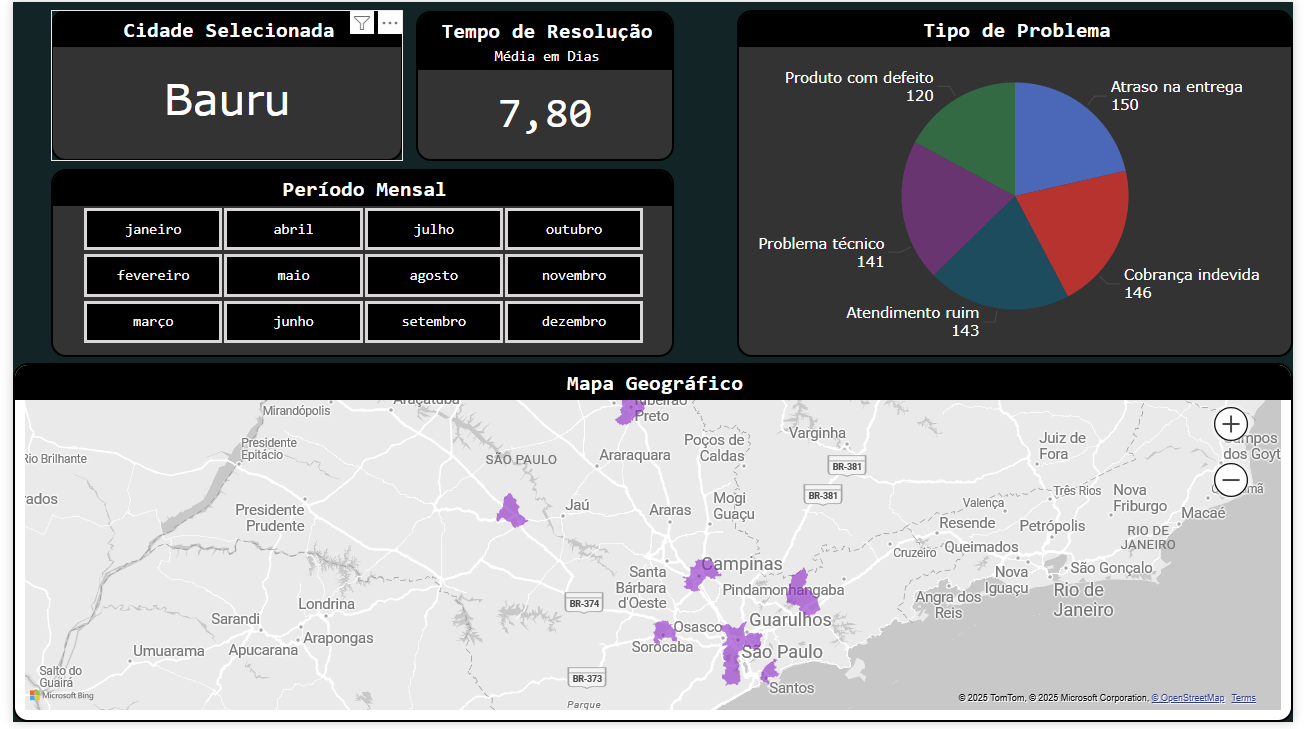 Cidade Selecionada
Bauru
Tempo de Resolução
Média em Dias
7,80
Tipo de Problema
Produto com defeito
120
Atraso na entrega
150
Problema técnico
141
Cobrança indevida
146
Atendimento ruim
143
Período Mensal
janeiro abril julho outubro
fevereiro maio agosto novembro
março junho setembro dezembro
Mapa Geográfico
Mirandópolis
Araçatuba
Ribeirão
Preto
Presidente
Epitácio
Rio Brilhante
SÃO PAULO
Araraquara
Poços de
Caldas
Varginha
BR-381
Juiz de
Fora
Campos
dos Goyt
Presidente
Prudente
Jaú
Araras
Mogi
Guaçu
BR-381
Valença
Três Rios
Nova
Friburgo
Macaé
Resende
Petrópolis
RIO DE
JANEIRO
Cruzeiro
Queimados
Campinas
Santa
Bárbara
d'Oeste
Pindamonhangaba
Nova
Iguaçu
São Gonçalo
Rio de
Janeiro
Angra dos
Reis
BR-374
Londrina
Sarandi
Arapongas
Umuarama
Apucarana
Osasco
Guarulhos
Sorocaba
São Paulo
Salto do
Guairá
BR-373
Santos
Parque
Microsoft Bing
© 2025 TomTom, © 2025 Microsoft Corporation, © OpenStreetMap Terms